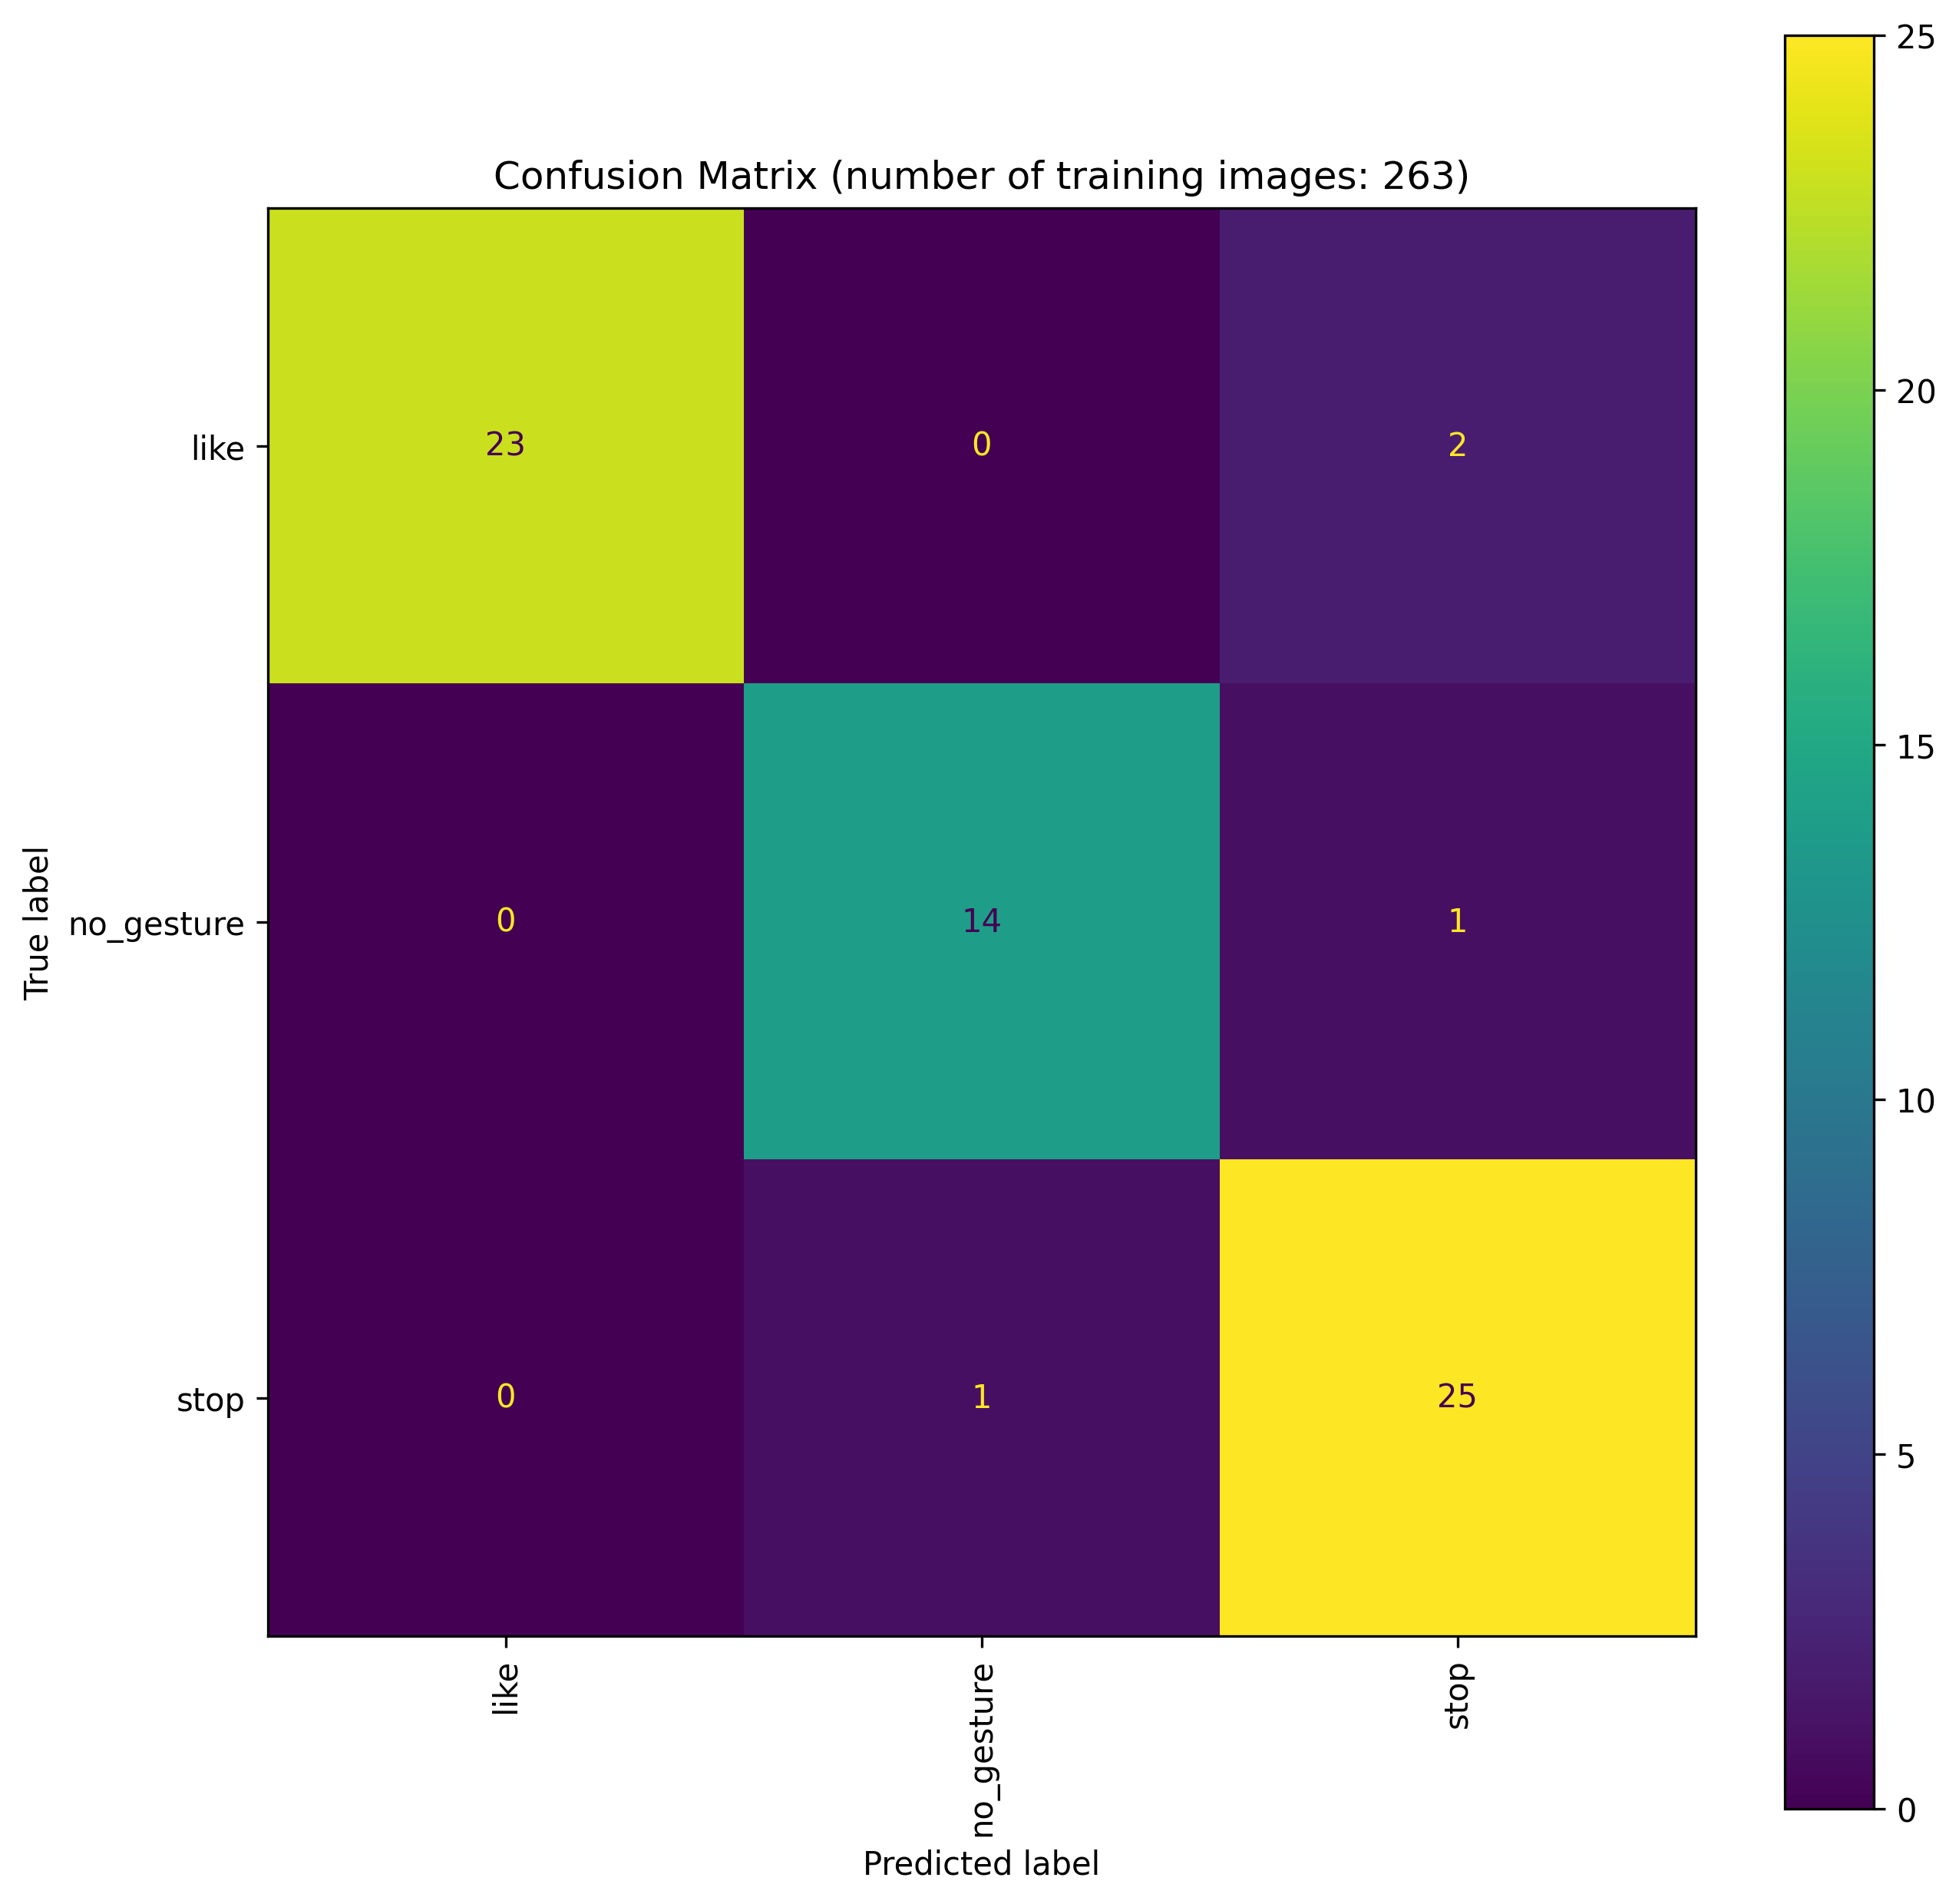 Confusion Matrix (number of training images: 263)
25
20
15
10
5
0
True label
like
23
0
2
no_gesture
0
14
1
stop
0
1
25
like
no_gesture
stop
Predicted label